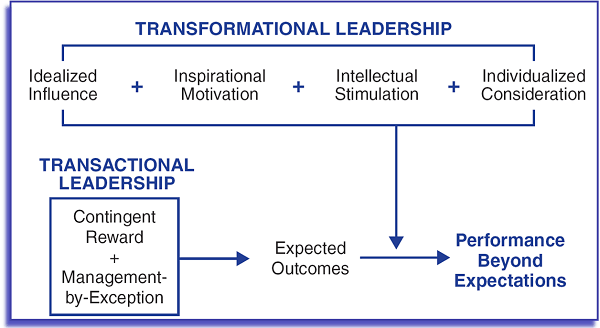 TRANSFORMATIONAL LEADERSHIP
Idealized
Influence
+
Inspirational
Motivation
+
Intellectual
Stimulation
+
Individualized
Consideration
TRANSACTIONAL
LEADERSHIP
Contingent
Reward
+
Management-
by-Exception
Expected
Outcomes
Performance
Beyond
Expectations